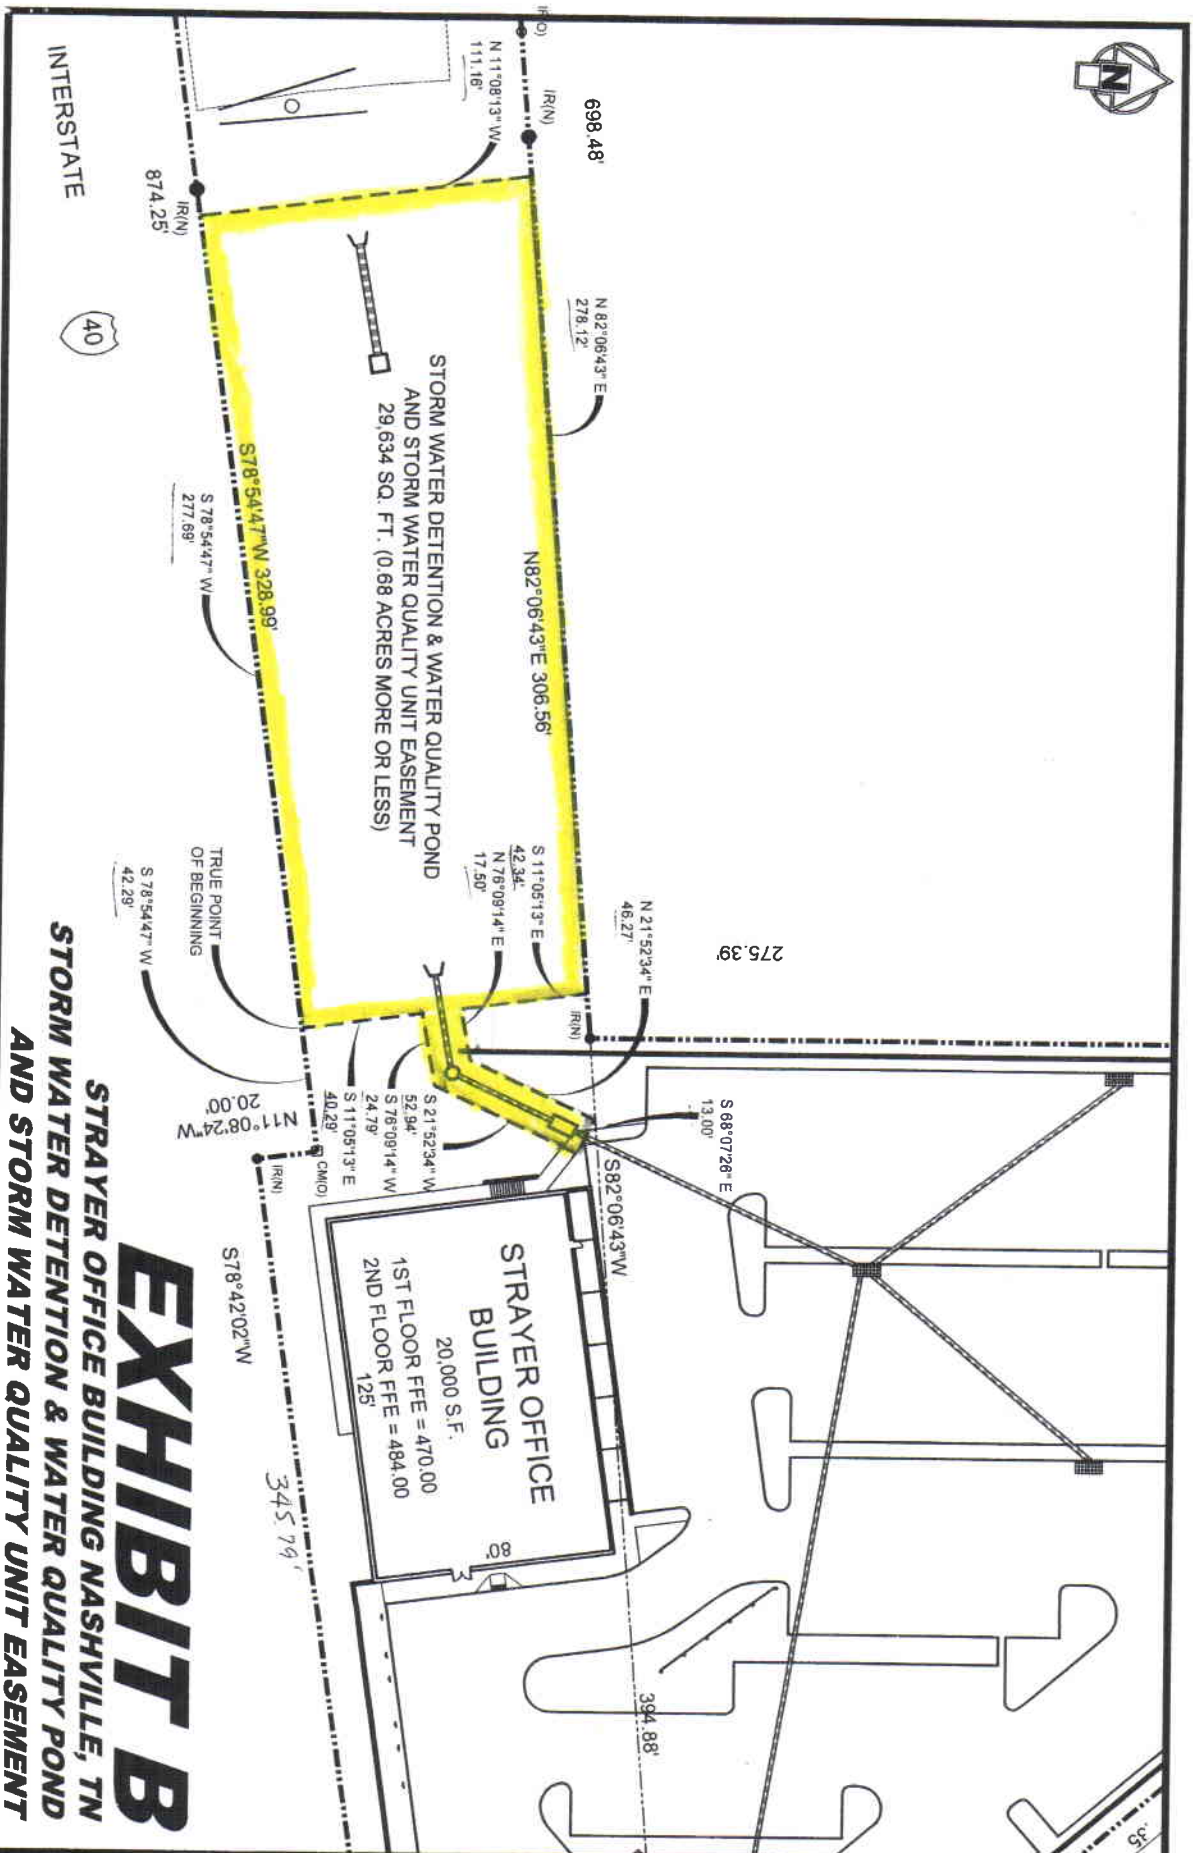 N
698.48'
IR(O)
IR(N)
N 11°08'13" W
111.16'
INTERSTATE
40
IR(N)
874.25'
N 82°06'43" E
278.12'
N82°06'43"E 306.56'
STORM WATER DETENTION & WATER QUALITY POND
AND STORM WATER QUALITY UNIT EASEMENT
29,634 SQ. FT. (0.68 ACRES MORE OR LESS)
S78°54'47"W 328.99'
S 78°54'47" W
277.69'
275.39'
N 21°52'34" E
46.27'
S 11°05'13" E
42.34'
N 76°09'14" E
17.50'
IR(N)
S 68°07'26" E
13.00'
S82°06'43"W
394.88'
.35
TRUE POINT
OF BEGINNING
S 78°54'47" W
42.29'
S 21°52'34" W
52.94'
S 76°09'14" W
24.79'
S 11°05'13" E
40.29'
N11°08'24"W
20.00'
CM(O)
IR(N)
S78°42'02"W
345.79'
STRAYER OFFICE
BUILDING
20,000 S.F.
1ST FLOOR FFE = 470.00
2ND FLOOR FFE = 484.00
125'
80'
EXHIBIT B
STRAYER OFFICE BUILDING NASHVILLE, TN
STORM WATER DETENTION & WATER QUALITY POND
AND STORM WATER QUALITY UNIT EASEMENT